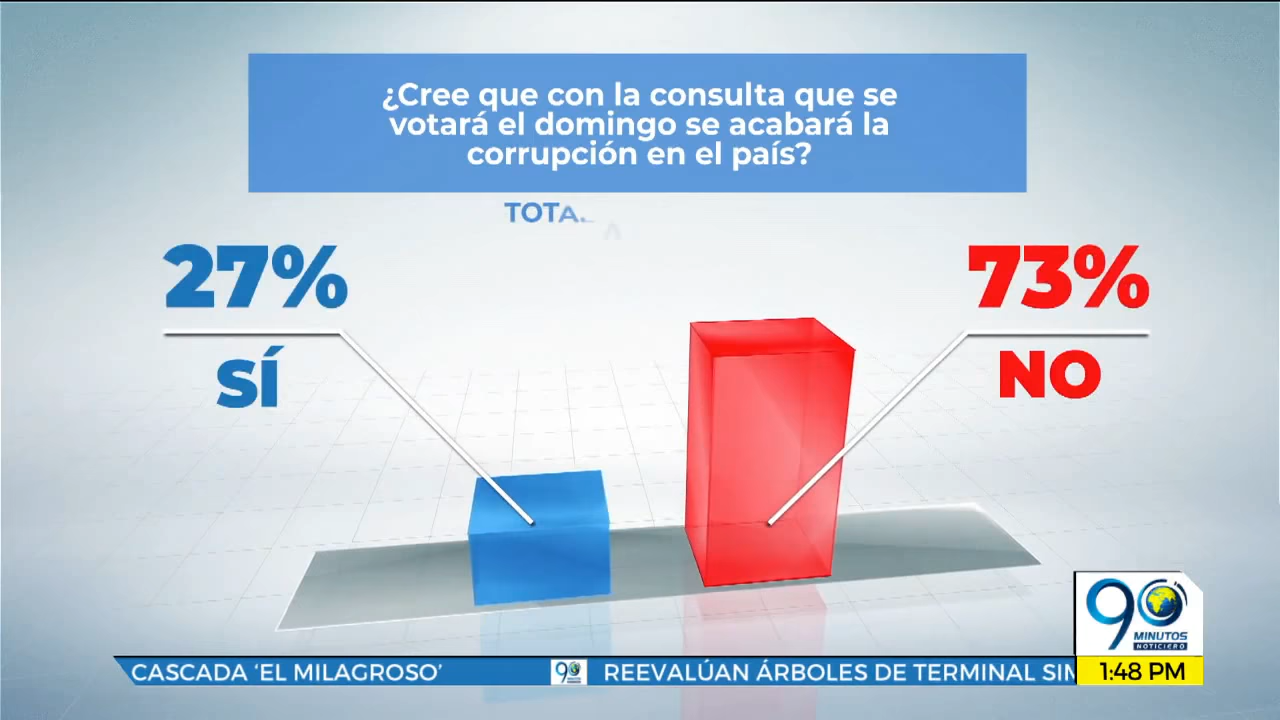 ¿Cree que con la consulta que se
votará el domingo se acabará la
corrupción en el país?
27%
SÍ
73%
NO
90
MINUTOS
NOTICIERO
CASCADA ‘EL MILAGROSO’
90
REEVALÚAN ÁRBOLES DE TERMINAL
1:48 PM